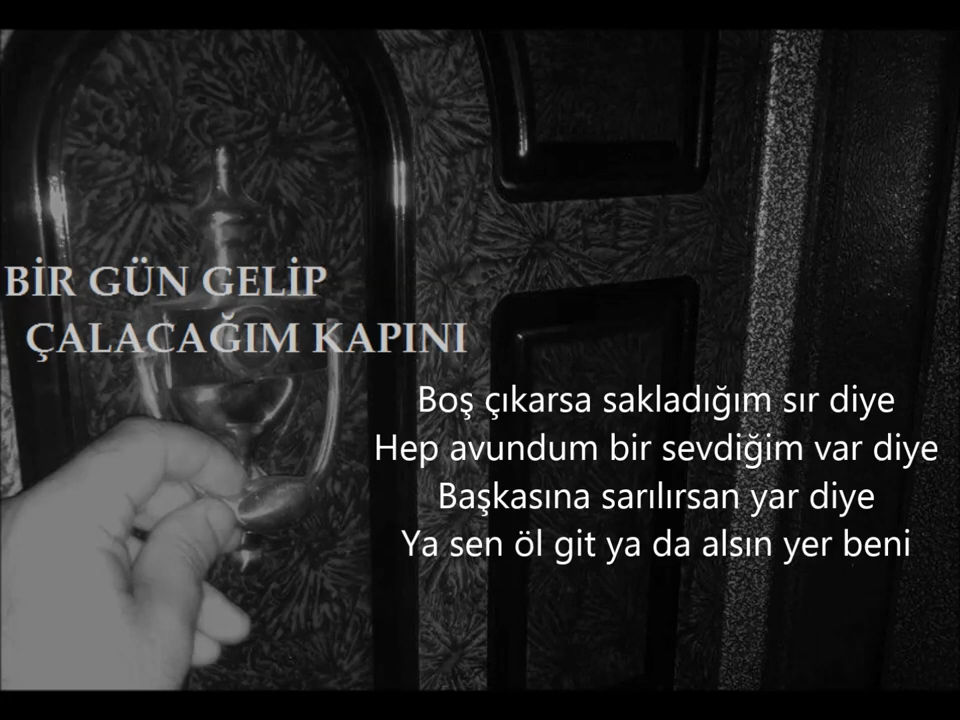 BİR GÜN GELİP
ÇALACAĞIM KAPINI
Boş çıkarsa sakladığım sır diye
Hep avundum bir sevdiğim var diye
Başkasına sarılırsan yar diye
Ya sen öl git ya da alsın yer beni